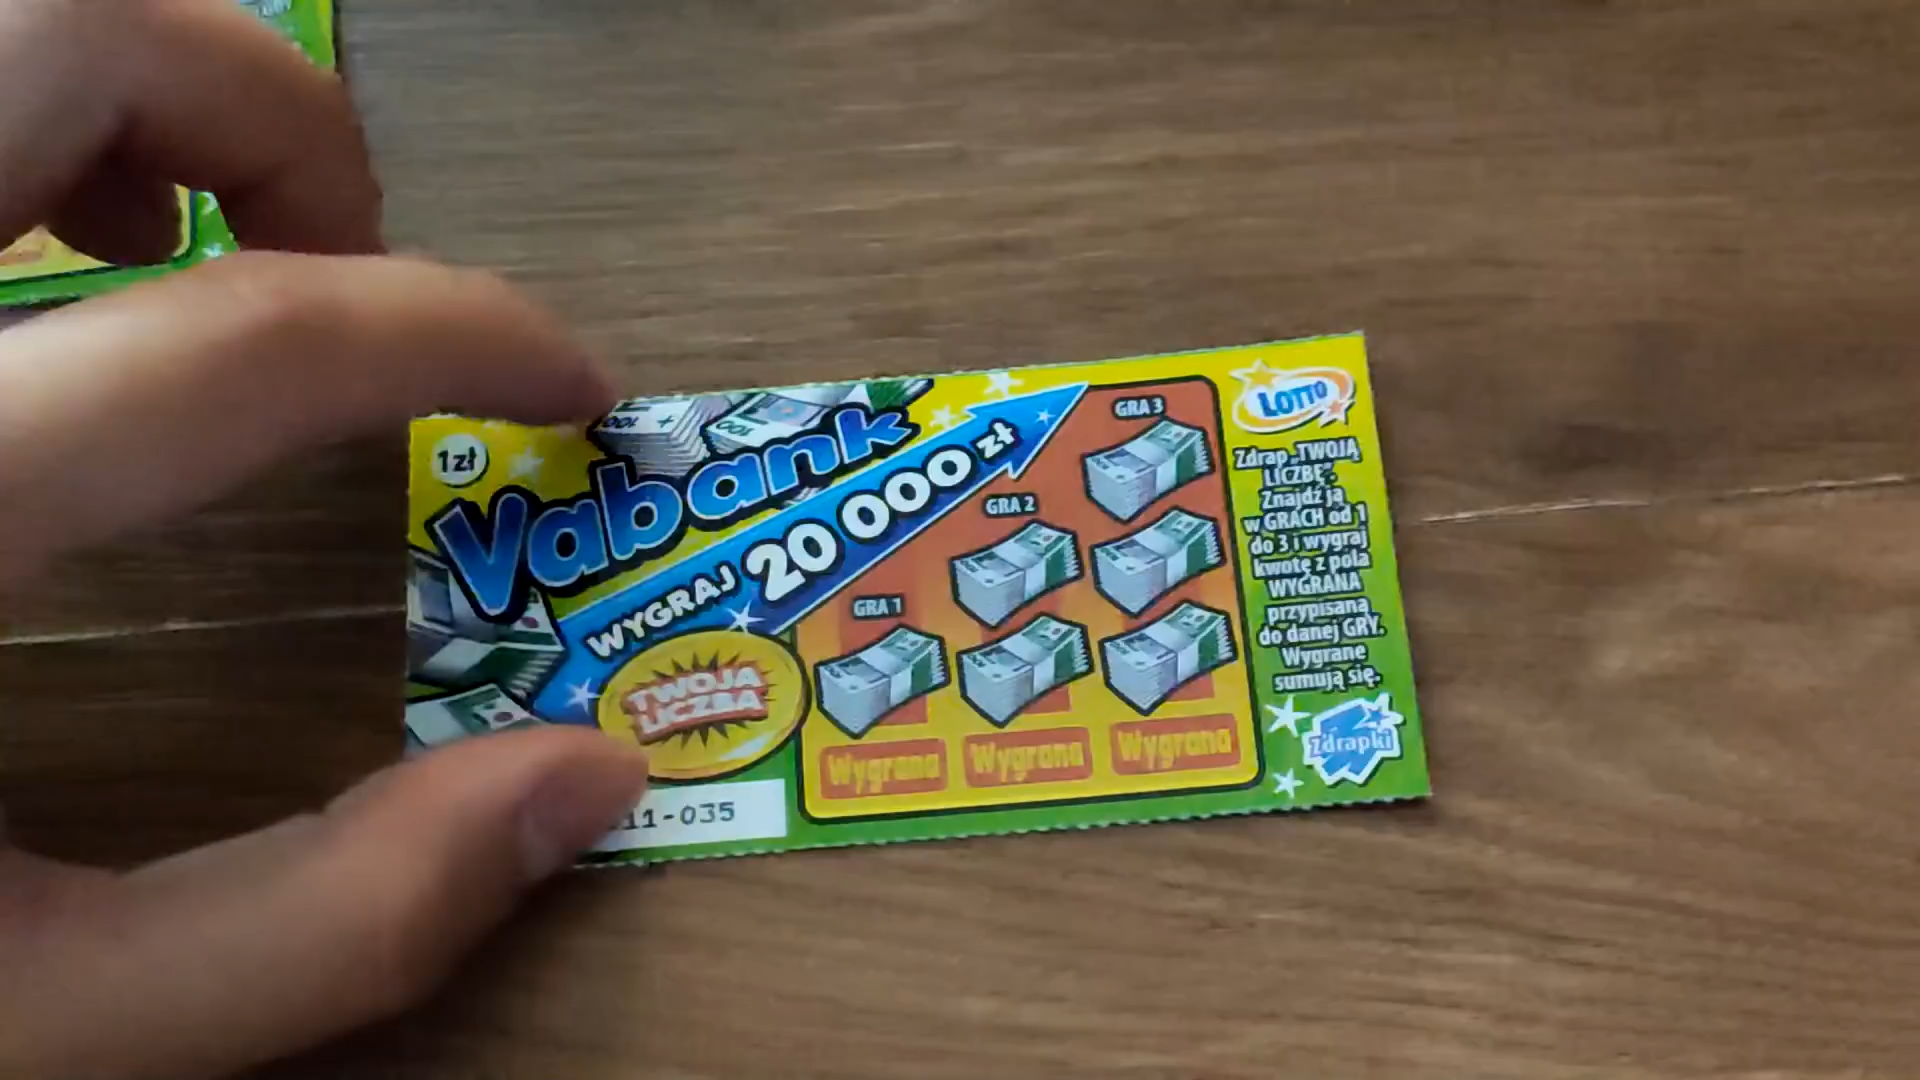 1zł
Vabank
WYGRAJ 20 000 zł
TWOJA
LICZBA
11-035
GRA 1
GRA 2
GRA 3
Wygrana
Wygrana
Wygrana
LOTTO
Zdrap „TWOJĄ
LICZBĘ”.
Znajdź ją
w GRACH od 1
do 3 i wygraj
kwotę z pola
WYGRANA
przypisaną
do danej GRY.
Wygrane
sumują się.
Zdrapki